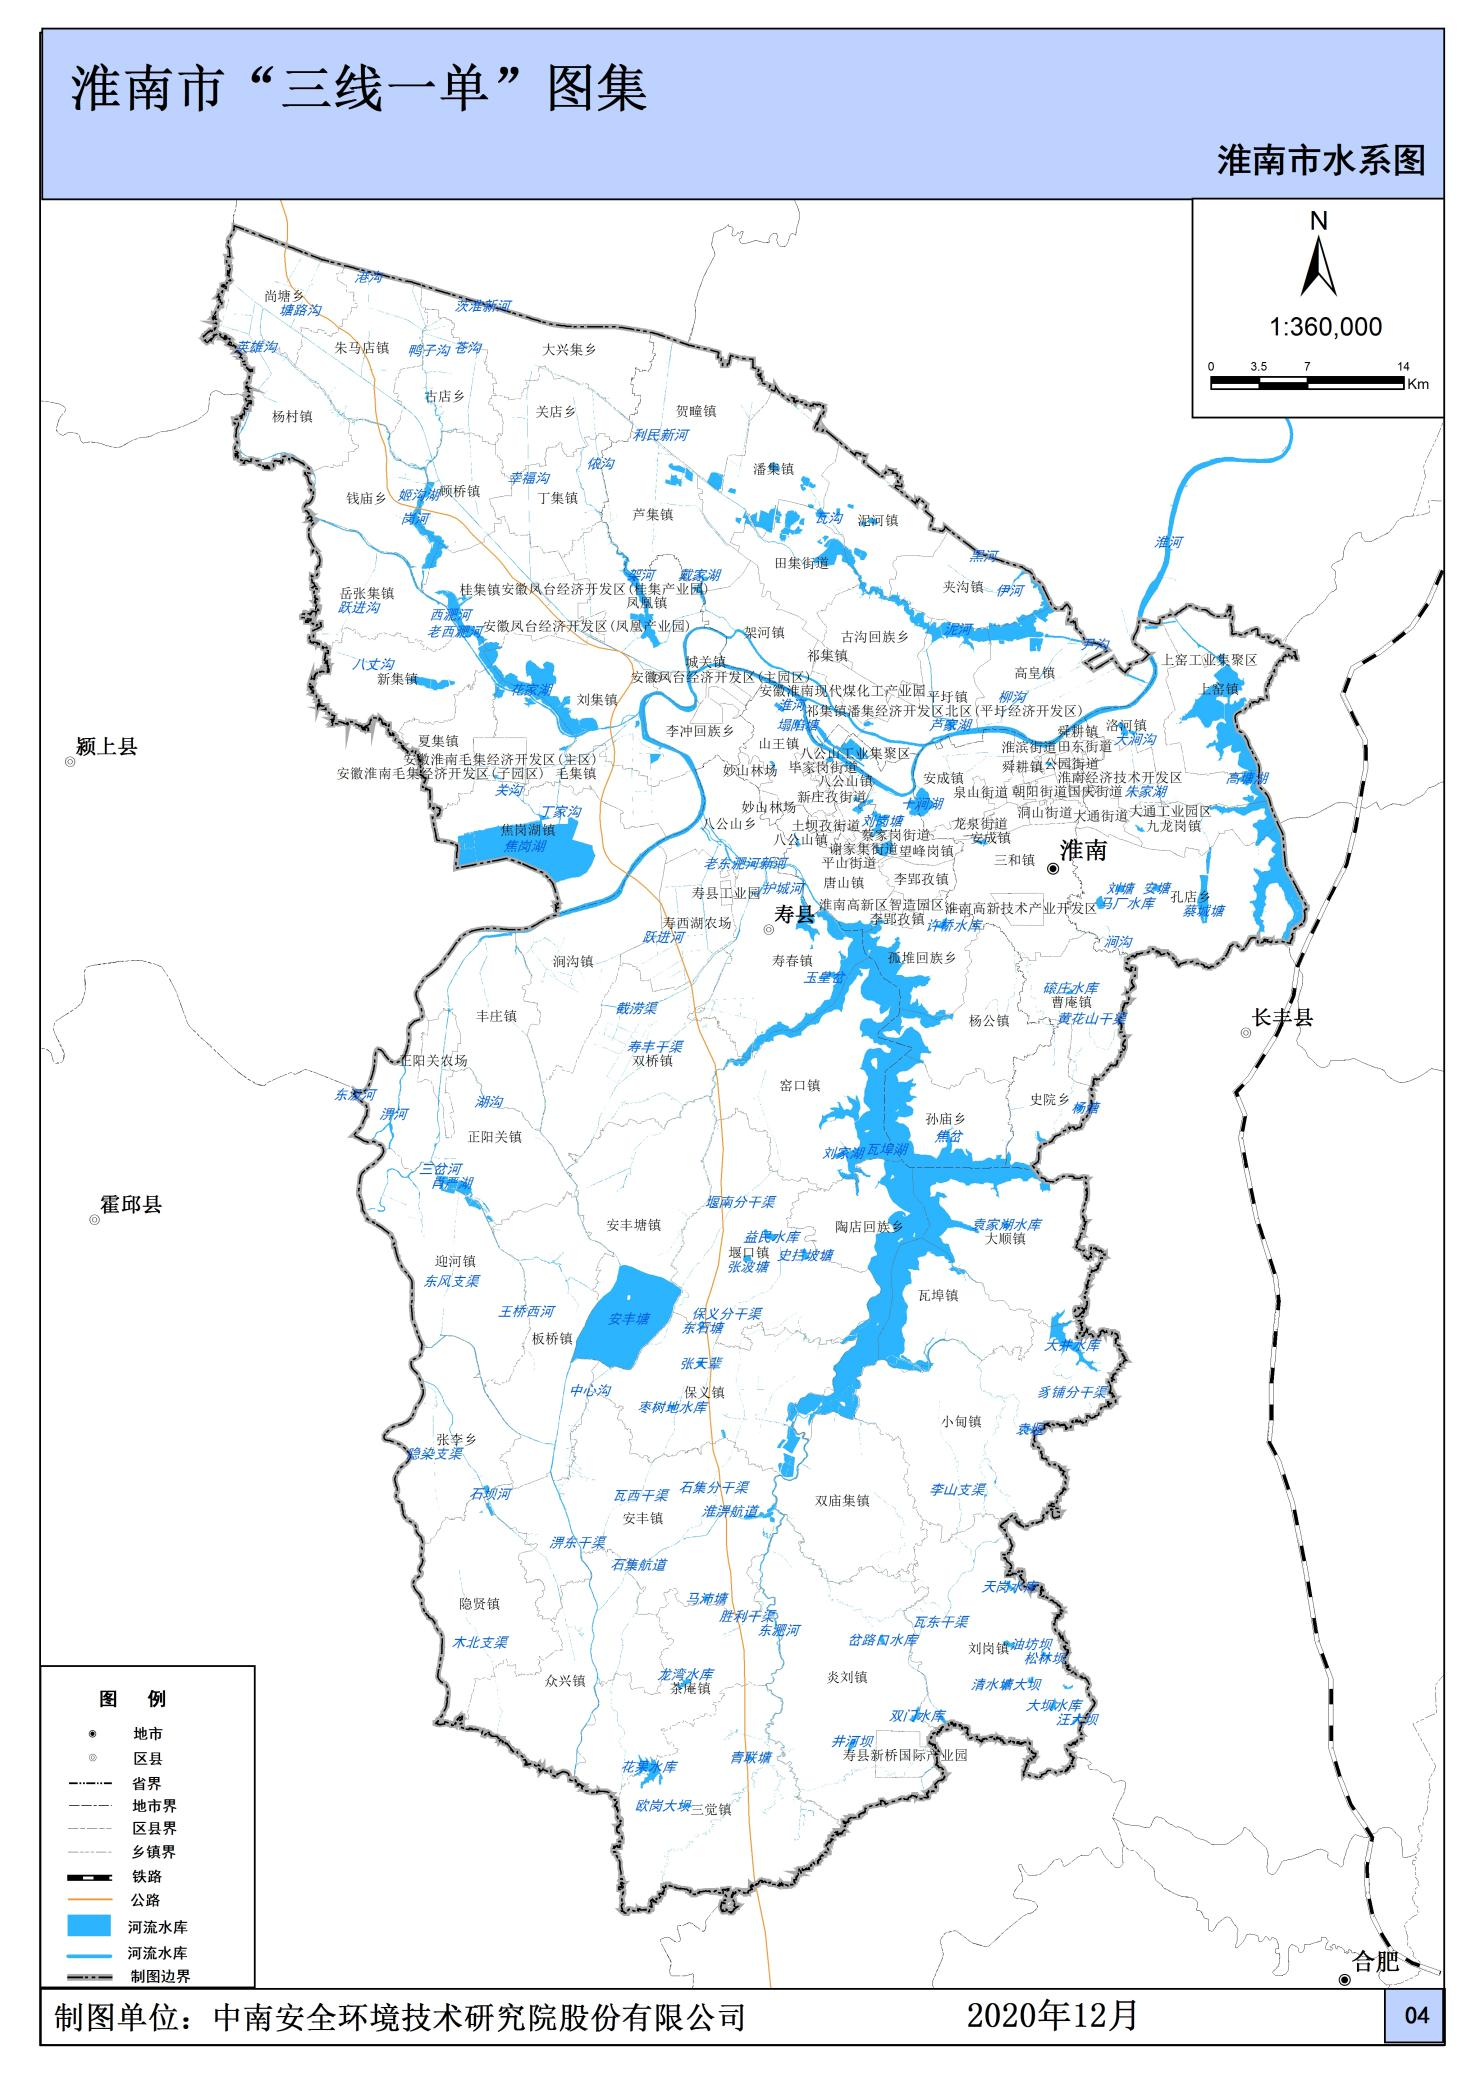 淮南市“三线一单”图集
淮南市水系图
N
1:360,000
0 3.5 7 14
Km
港沟
尚塘乡
塘路沟
茨淮新河
英雄沟
朱马店镇
鸭子沟
苍沟
大兴集乡
古店乡
杨村镇
关店乡
贺疃镇
利民新河
依沟
潘集镇
幸福沟
钱庙乡
姬沟湖
顾桥镇
丁集镇
岗河
芦集镇
瓦沟
泥河镇
淮河
黑河
田集街道
架河
戴家湖
夹沟镇
伊河
岳张集镇
桂集镇
安徽凤台经济开发区(桂集产业园)
跃进沟
凤凰镇
西淝河
老西淝河
安徽凤台经济开发区(凤凰产业园)
架河镇
古沟回族乡
泥河
尹沟
祁集镇
上窑工业集聚区
八丈沟
城关镇
高皇镇
新集镇
安徽凤台经济开发区(主园区)
花家湖
刘集镇
安徽淮南现代煤化工产业园
平圩镇
柳沟
上窑镇
淮河
祁集镇潘集经济开发区北区(平圩经济开发区)
塌陷塘
芦家湖
洛河镇
李冲回族乡
舜耕镇
大涧沟
夏集镇
山王镇
淮滨街道
田东街道
安徽淮南毛集经济开发区(主区)
八公山工业集聚区
舜耕镇
公园街道
安徽淮南毛集经济开发区(子园区)
毛集镇
妙山林场
毕家岗街道
安成镇
淮南经济技术开发区
高塘湖
八公山镇
泉山街道
朝阳街道
国庆街道
朱家湖
关沟
新庄孜街道
十涧湖
丁家沟
妙山林场
洞山街道
大通街道
大通工业园区
焦岗湖镇
八公山乡
土坝孜街道
刘岗塘
龙泉街道
九龙岗镇
焦岗湖
八公山镇
蔡家岗街道
安成镇
谢家集街道
望峰岗镇
淮南
老东淝河新河
平山街道
三和镇
寿县工业园
护城河
唐山镇
李郢孜镇
刘塘
安塘
孔店乡
马厂水库
蔡城塘
寿县
淮南高新区智造园区
淮南高新技术产业开发区
寿西湖农场
李郢孜镇
许桥水库
跃进河
涧沟
颍上县
涧沟镇
寿春镇
孤堆回族乡
玉皇岔
碌庄水库
曹庵镇
截涝渠
丰庄镇
杨公镇
黄花山干渠
长丰县
寿丰干渠
双桥镇
正阳关农场
窑口镇
东淝河
湖沟
史院乡
杨塘
淠河
孙庙乡
焦岔
正阳关镇
刘家湖
瓦埠湖
三岔河
肖严湖
霍邱县
堰南分干渠
安丰塘镇
陶店回族乡
袁家湖水库
益民水库
大顺镇
堰口镇
史扫坡塘
迎河镇
张波塘
东风支渠
瓦埠镇
王桥西河
安丰塘
保义分干渠
东石塘
板桥镇
大井水库
张天辈
中心沟
保义镇
豸铺分干渠
枣树地水库
小甸镇
袁堰
张李乡
隐染支渠
石坝河
瓦西干渠
石集分干渠
李山支渠
双庙集镇
淮淠航道
安丰镇
淠东干渠
石集航道
天岗水库
隐贤镇
马沛塘
胜利干渠
瓦东干渠
东淝河
木北支渠
岔路口水库
刘岗镇
油坊坝
松林坝
众兴镇
龙湾水库
茶庵镇
炎刘镇
清水塘大坝
大坝水库
双门水库
汪大坝
井河坝
寿县新桥国际产业园
青联塘
花果水库
欧岗大坝
三觉镇
图 例
地市
区县
省界
地市界
区县界
乡镇界
铁路
公路
河流水库
河流水库
制图边界
合肥
制图单位：中南安全环境技术研究院股份有限公司
2020年12月
04